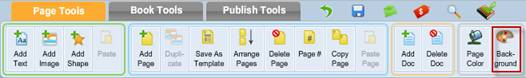 Page Tools Book Tools Publish Tools
Add Text
Add Image
Add Shape
Paste
Add Page
Dupli-cate
Save As Template
Arrange Pages
Delete Page
Page #
Copy Page
Paste Page
Add Doc
Delete Doc
Page Color
Back-ground